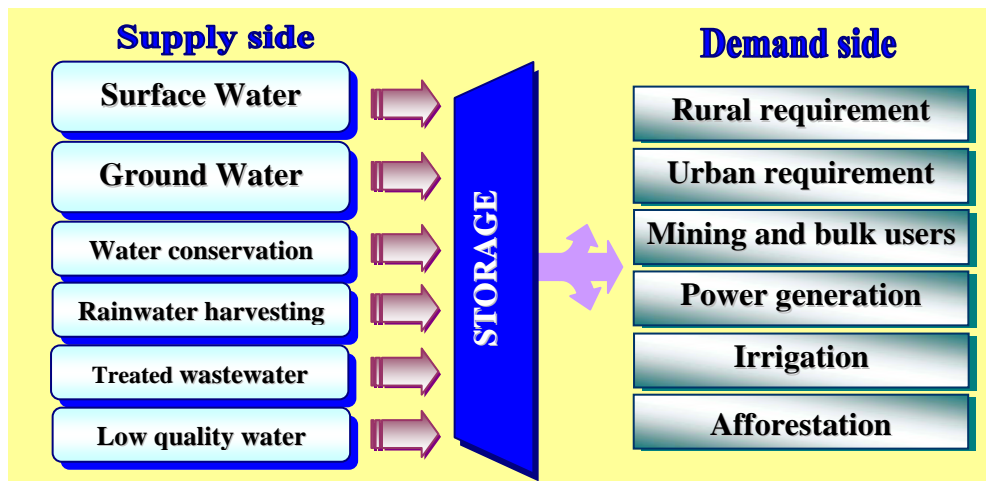 Supply side
Surface Water
Ground Water
Water conservation
Rainwater harvesting
Treated wastewater
Low quality water
STORAGE
Demand side
Rural requirement
Urban requirement
Mining and bulk users
Power generation
Irrigation
Afforestation